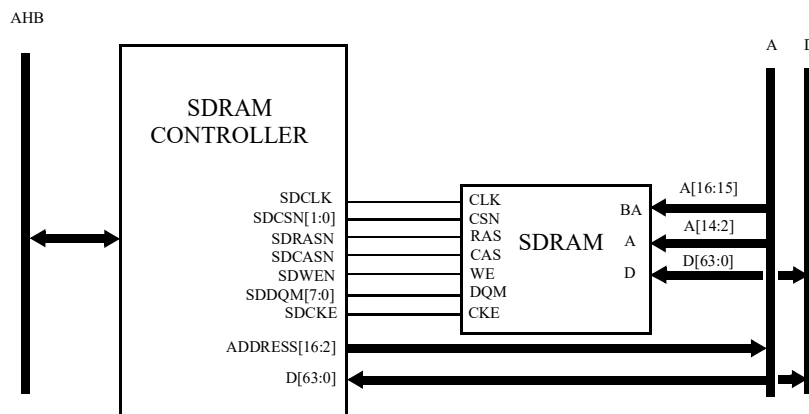 AHB
A
SDRAM
CONTROLLER
SDCLK
SDCSN[1:0]
SDRASN
SDCASN
SDWEN
SDDQM[7:0]
SDCKE
ADDRESS[16:2]
D[63:0]
CLK
CSN
RAS
CAS
WE
DQM
CKE
SDRAM
BA
A
D
A[16:15]
A[14:2]
D[63:0]